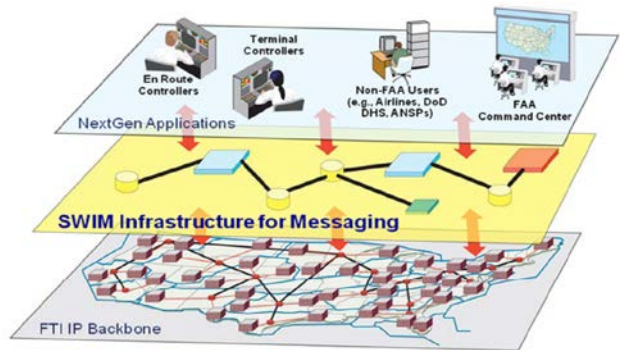 En Route
Controllers
Terminal
Controllers
Non-FAA Users
(e.g., Airlines, DoD
DHS, ANSPs)
FAA
Command Center
NextGen Applications
SWIM Infrastructure for Messaging
FTI IP Backbone